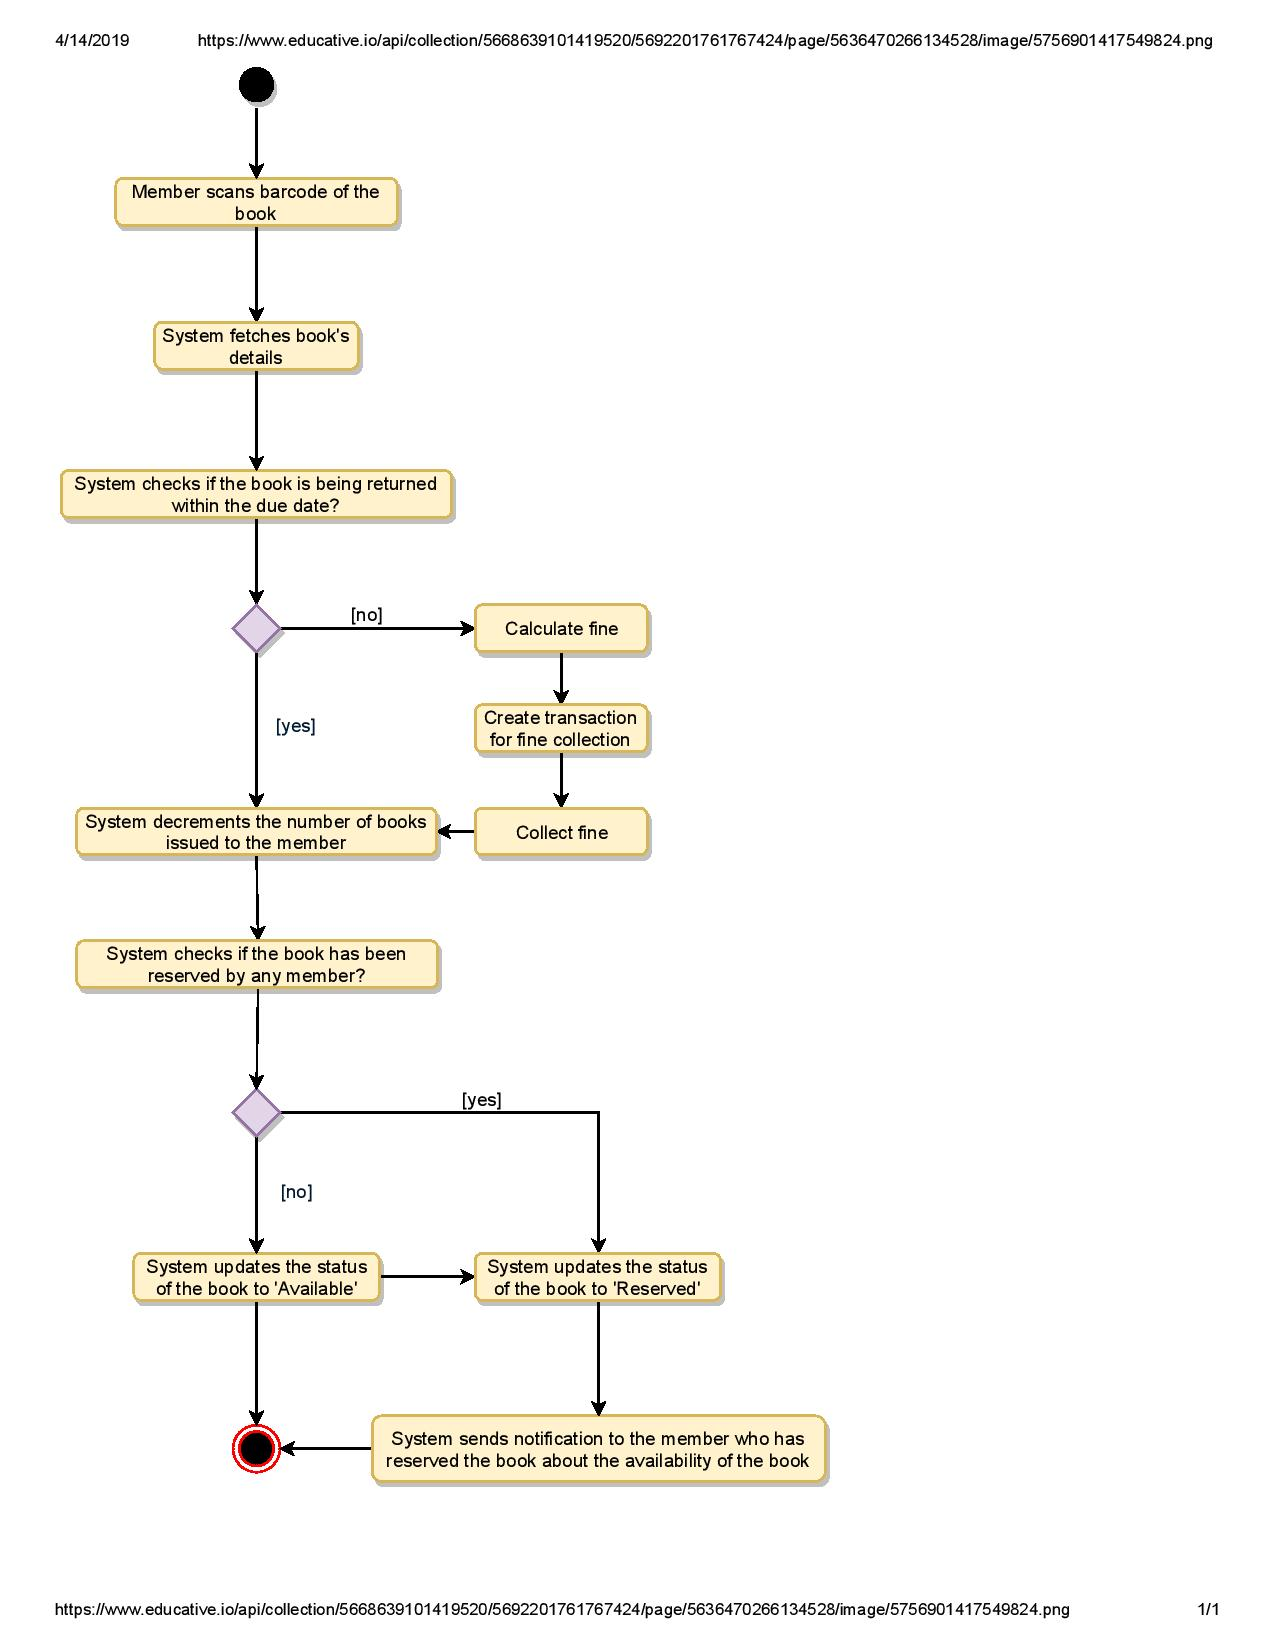 4/14/2019 https://www.educative.io/api/collection/5668639101419520/5692201761767424/page/5636470266134528/image/5756901417549824.png
Member scans barcode of the
book
System fetches book's
details
System checks if the book is being returned
within the due date?
[no]
Calculate fine
[yes]
Create transaction
for fine collection
System decrements the number of books
issued to the member
Collect fine
System checks if the book has been
reserved by any member?
[yes]
[no]
System updates the status
of the book to 'Available'
System updates the status
of the book to 'Reserved'
System sends notification to the member who has
reserved the book about the availability of the book
https://www.educative.io/api/collection/5668639101419520/5692201761767424/page/5636470266134528/image/5756901417549824.png 1/1